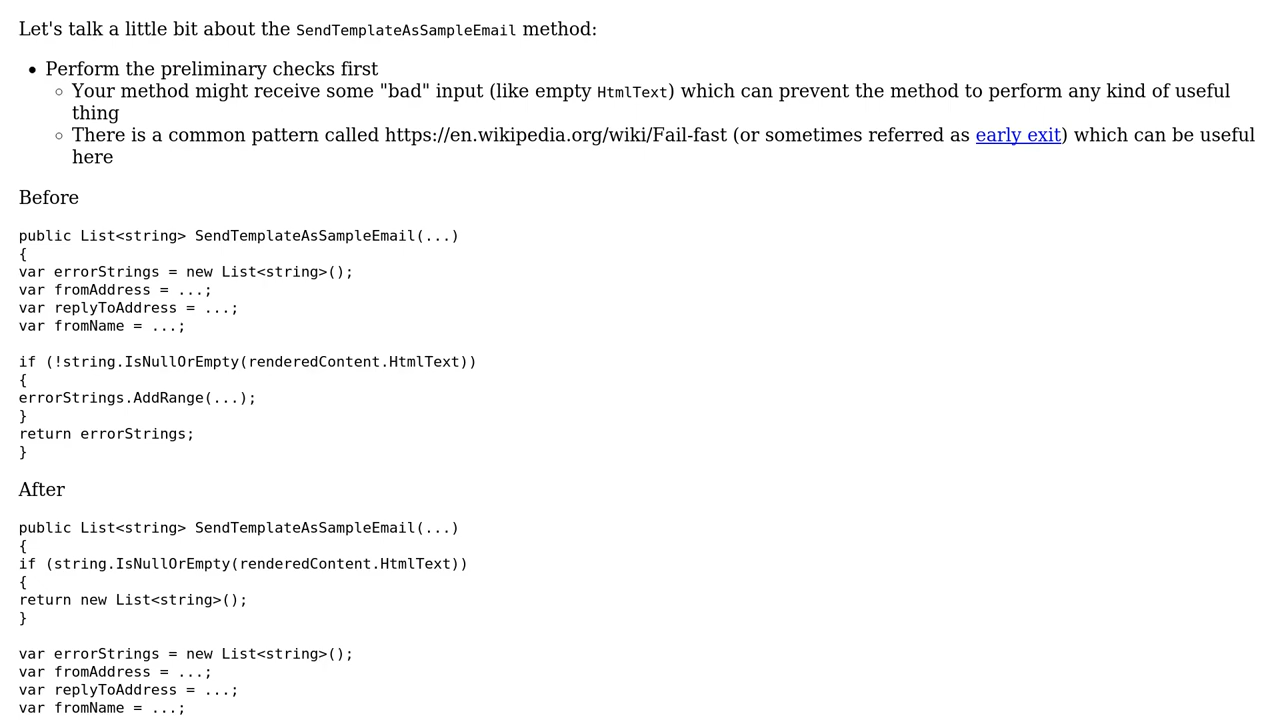 Let's talk a little bit about the SendTemplateAsSampleEmail method:
• Perform the preliminary checks first
◦ Your method might receive some "bad" input (like empty HtmlText) which can prevent the method to perform any kind of useful
thing
◦ There is a common pattern called https://en.wikipedia.org/wiki/Fail-fast (or sometimes referred as early exit) which can be useful
here
Before
public List<string> SendTemplateAsSampleEmail(...)
{
var errorStrings = new List<string>();
var fromAddress = ...;
var replyToAddress = ...;
var fromName = ...;
if (!string.IsNullOrEmpty(renderedContent.HtmlText))
{
errorStrings.AddRange(...);
}
return errorStrings;
}
After
public List<string> SendTemplateAsSampleEmail(...)
{
if (string.IsNullOrEmpty(renderedContent.HtmlText))
{
return new List<string>();
}
var errorStrings = new List<string>();
var fromAddress = ...;
var replyToAddress = ...;
var fromName = ...;